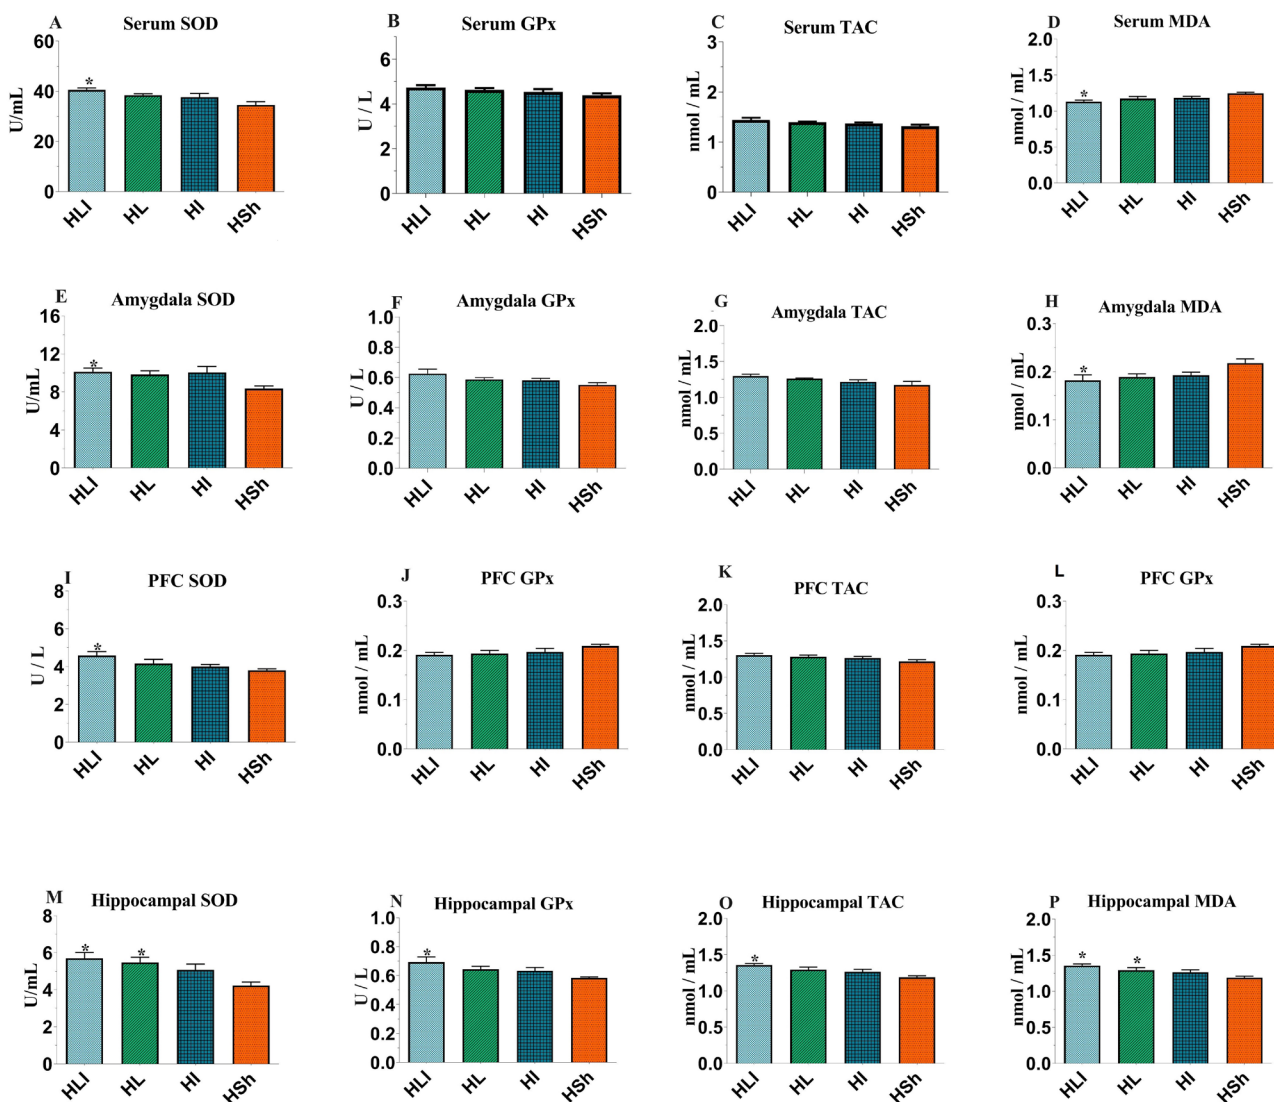 A Serum SOD
U/mL
60
40
20
0
*
HLI HL HI HSh
B Serum GPx
U / L
6
4
2
0
HLI HL HI HSh
C Serum TAC
nmol / mL
3
2
1
0
HLI HL HI HSh
D Serum MDA
nmol / mL
2.0
1.5
1.0
0.5
0.0
*
HLI HL HI HSh
E Amygdala SOD
U/mL
16
12
8
4
0
*
HLI HL HI HSh
F Amygdala GPx
U / L
1.0
0.8
0.6
0.4
0.2
0.0
HLI HL HI HSh
G Amygdala TAC
nmol / mL
2.0
1.5
1.0
0.5
0.0
HLI HL HI HSh
H Amygdala MDA
nmol / mL
0.3
0.2
0.1
0.0
*
HLI HL HI HSh
I PFC SOD
U / L
8
6
4
2
0
*
HLI HL HI HSh
J PFC GPx
nmol / mL
0.3
0.2
0.1
0.0
HLI HL HI HSh
K PFC TAC
nmol / mL
2.0
1.5
1.0
0.5
0.0
HLI HL HI HSh
L PFC GPx
nmol / mL
0.3
0.2
0.1
0.0
HLI HL HI HSh
M Hippocampal SOD
U/mL
8
6
4
2
0
* *
HLI HL HI HSh
N Hippocampal GPx
U / L
1.0
0.8
0.6
0.4
0.2
0.0
*
HLI HL HI HSh
O Hippocampal TAC
nmol / mL
2.0
1.5
1.0
0.5
0.0
*
HLI HL HI HSh
P Hippocampal MDA
nmol / mL
2.0
1.5
1.0
0.5
0.0
* *
HLI HL HI HSh